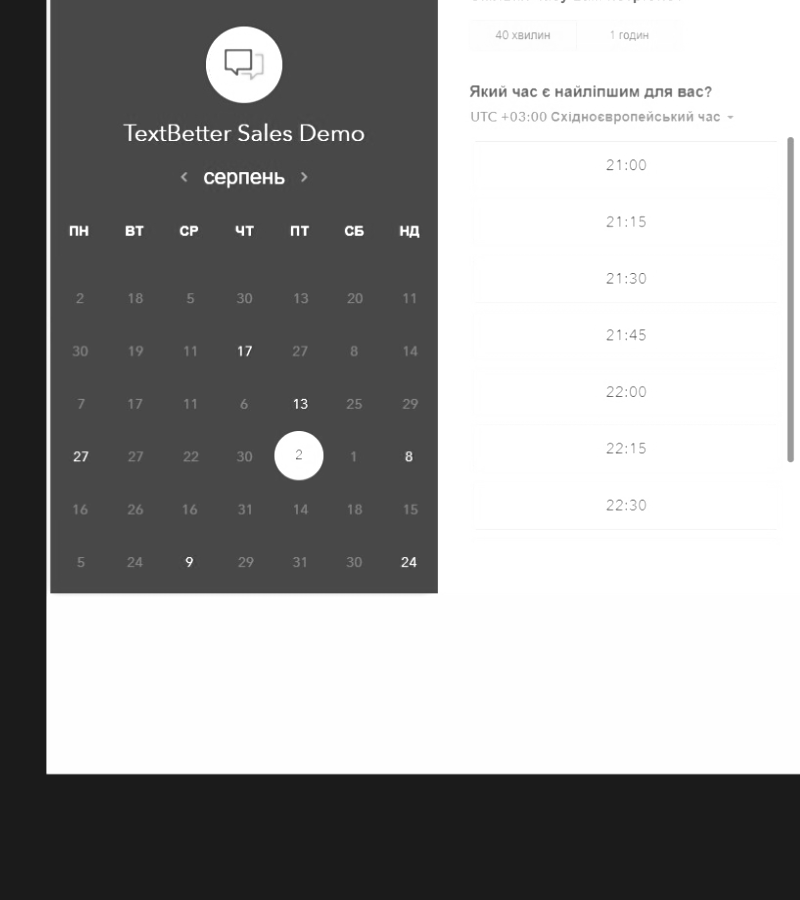 TextBetter Sales Demo
серпень
ПН ВТ СР ЧТ ПТ СБ НД
2 18 5 30 13 20 11
30 19 11 17 27 8 14
7 17 11 6 13 25 29
27 27 22 30 2 1 8
16 26 16 31 14 18 15
5 24 9 29 31 30 24
40 хвилин 1 годин
Який час є найліпшим для вас?
UTC +03:00 Східноєвропейський час
21:00
21:15
21:30
21:45
22:00
22:15
22:30